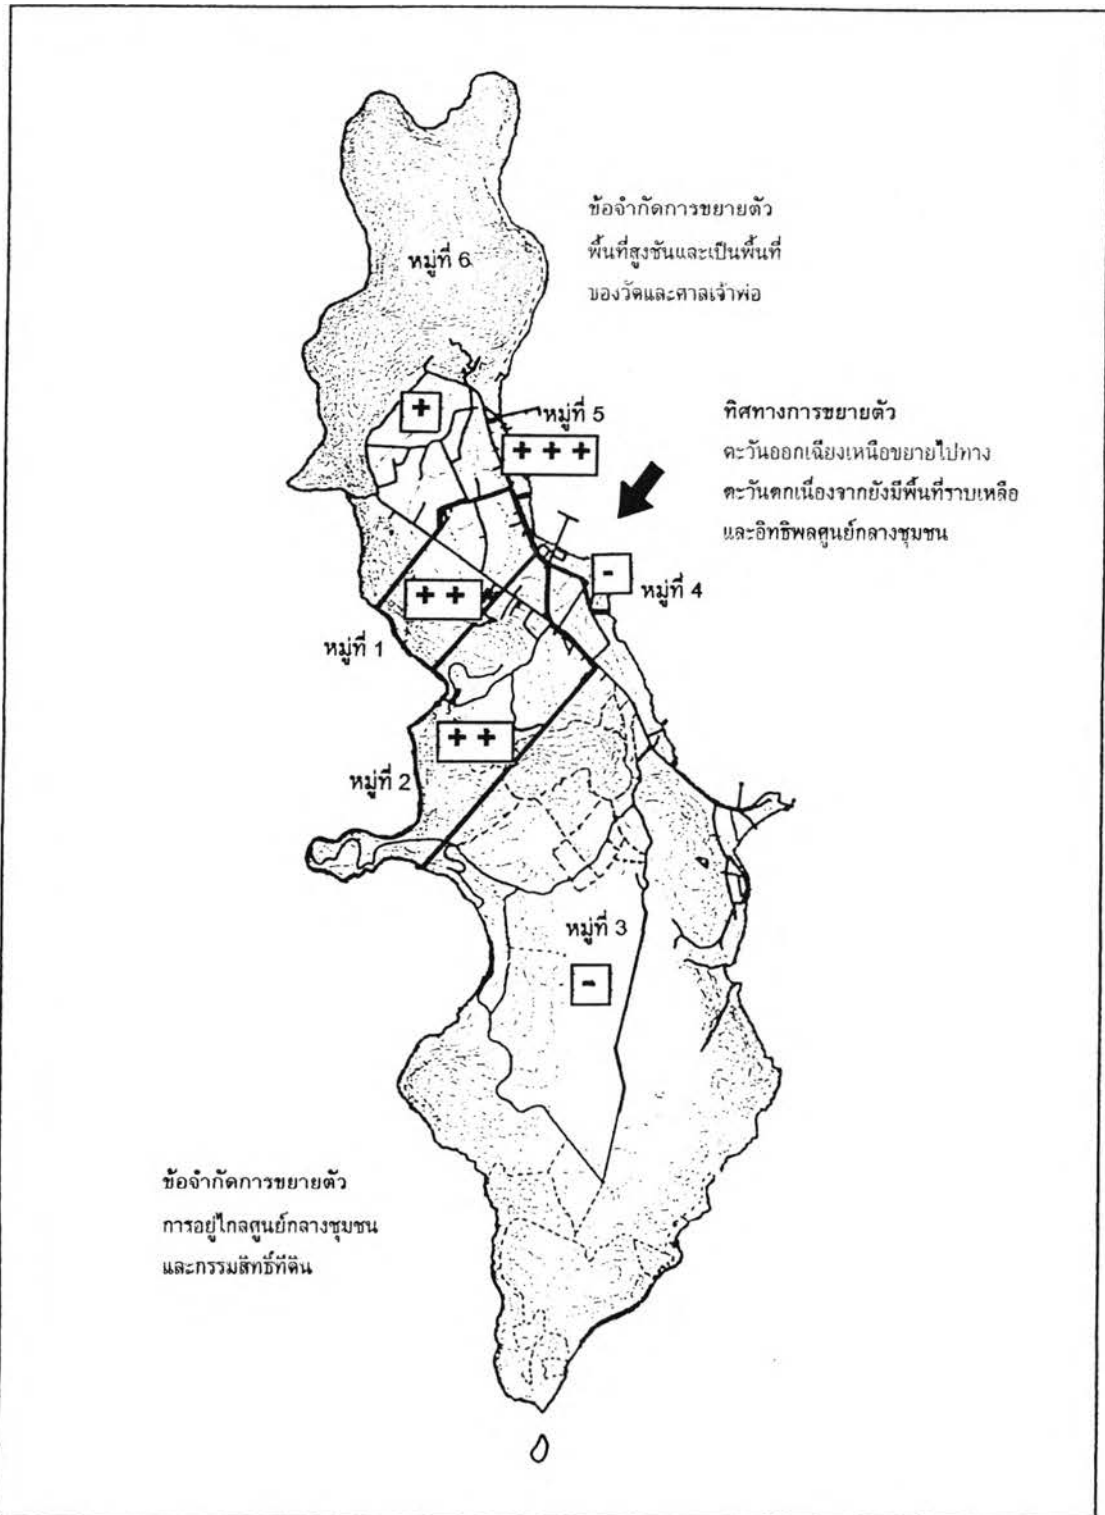 ข้อจำกัดการขยายตัว
พื้นที่สูงชันและเป็นพื้นที่
ของวัดและศาลเจ้าพ่อ
หมู่ที่ 6
+
หมู่ที่ 5
+ + +
ทิศทางการขยายตัว
ตะวันออกเฉียงเหนือขยายไปทาง
ตะวันตกเนื่องจากยังมีพื้นที่ราบเหลือ
และอิทธิพลศูนย์กลางชุมชน
-
หมู่ที่ 4
+ +
หมู่ที่ 1
+ +
หมู่ที่ 2
หมู่ที่ 3
-
ข้อจำกัดการขยายตัว
การอยู่ไกลศูนย์กลางชุมชน
และกรรมสิทธิ์ที่ดิน